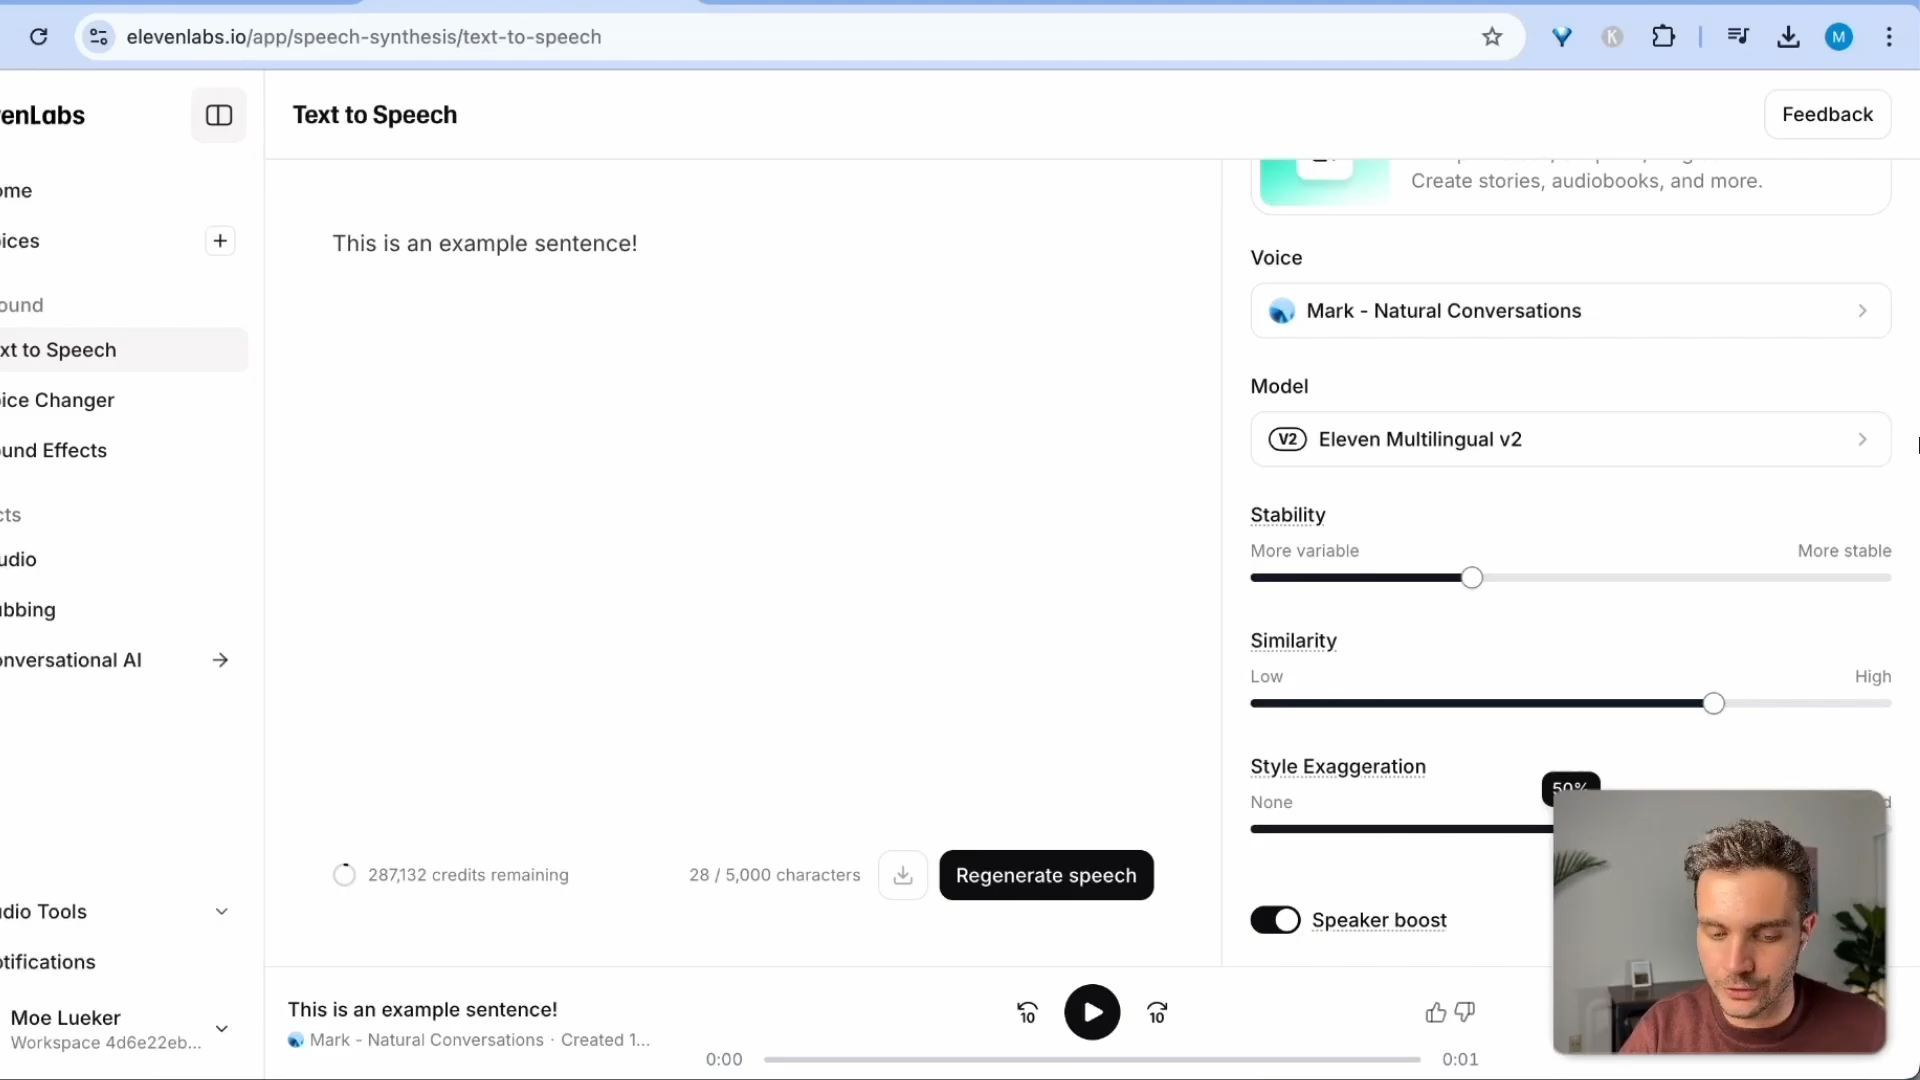 elevenlabs.io/app/speech-synthesis/text-to-speech
K
M
enLabs
Text to Speech
Feedback
ome
ices
ound
xt to Speech
ice Changer
und Effects
cts
udio
ubbing
onversational AI
dio Tools
otifications
Moe Lueker
Workspace 4d6e22eb...
This is an example sentence!
287,132 credits remaining
28 / 5,000 characters
Regenerate speech
Create stories, audiobooks, and more.
Voice
Mark - Natural Conversations
Model
V2 Eleven Multilingual v2
Stability
More variable
More stable
Similarity
Low
High
Style Exaggeration
50%
None
Speaker boost
This is an example sentence!
Mark - Natural Conversations · Created 1...
10
10
0:00
0:01